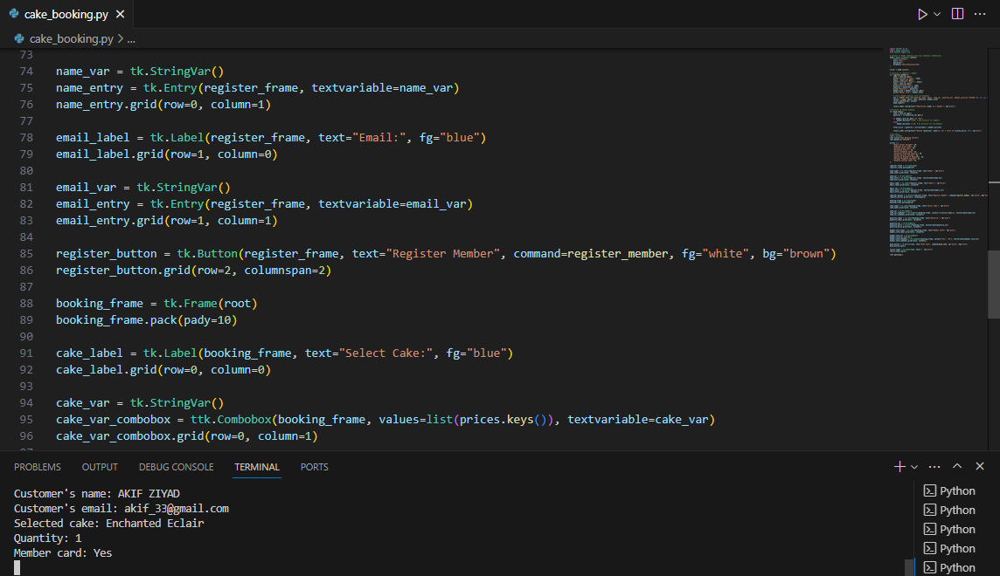 cake_booking.py
cake_booking.py > ...
73
74 name_var = tk.StringVar()
75 name_entry = tk.Entry(register_frame, textvariable=name_var)
76 name_entry.grid(row=0, column=1)
77
78 email_label = tk.Label(register_frame, text="Email:", fg="blue")
79 email_label.grid(row=1, column=0)
80
81 email_var = tk.StringVar()
82 email_entry = tk.Entry(register_frame, textvariable=email_var)
83 email_entry.grid(row=1, column=1)
84
85 register_button = tk.Button(register_frame, text="Register Member", command=register_member, fg="white", bg="brown")
86 register_button.grid(row=2, columnspan=2)
87
88 booking_frame = tk.Frame(root)
89 booking_frame.pack(pady=10)
90
91 cake_label = tk.Label(booking_frame, text="Select Cake:", fg="blue")
92 cake_label.grid(row=0, column=0)
93
94 cake_var = tk.StringVar()
95 cake_var_combobox = ttk.Combobox(booking_frame, values=list(prices.keys()), textvariable=cake_var)
96 cake_var_combobox.grid(row=0, column=1)
PROBLEMS OUTPUT DEBUG CONSOLE TERMINAL PORTS
Customer's name: AKIF ZIYAD
Customer's email: akif_33@gmail.com
Selected cake: Enchanted Eclair
Quantity: 1
Member card: Yes
Python
Python
Python
Python
Python